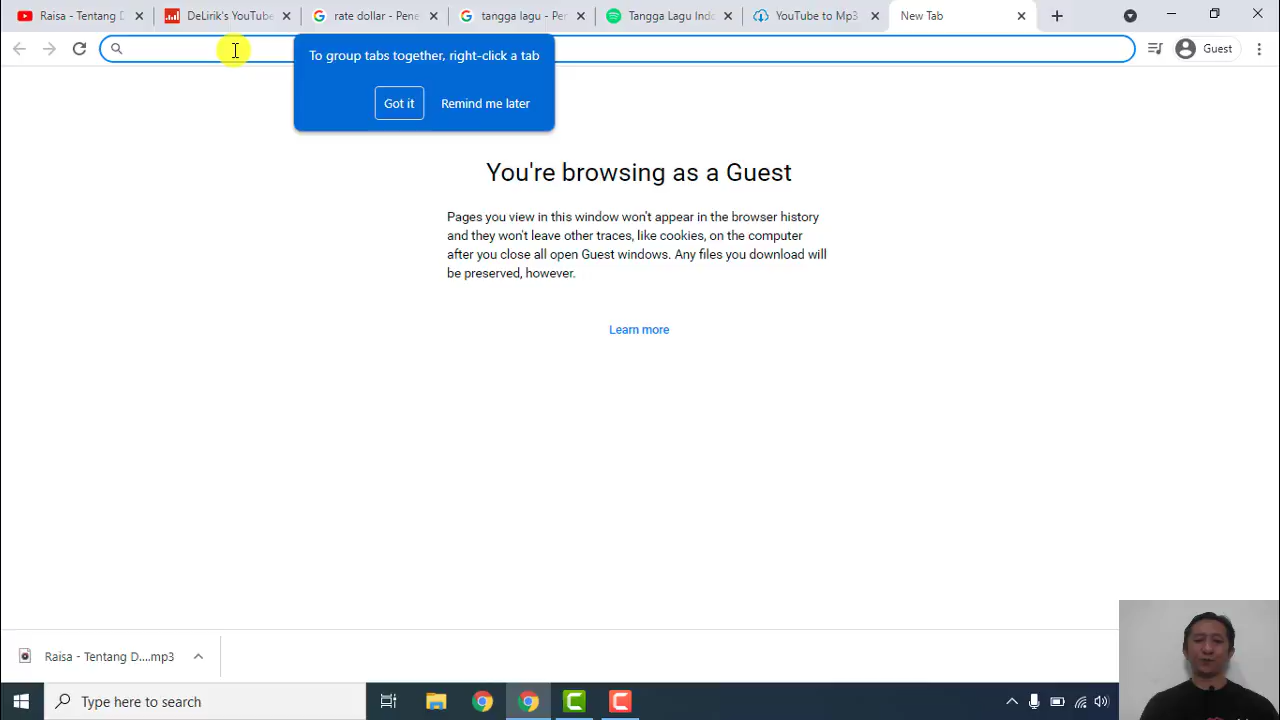 Raisa - Tentang D
DeLirik's YouTube
rate dollar - Pene
tangga lagu - Pen
Tangga Lagu Indo
YouTube to Mp3
New Tab
Guest
To group tabs together, right-click a tab
Got it
Remind me later
You're browsing as a Guest
Pages you view in this window won't appear in the browser history
and they won't leave other traces, like cookies, on the computer
after you close all open Guest windows. Any files you download will
be preserved, however.
Learn more
Raisa - Tentang D....mp3
Type here to search